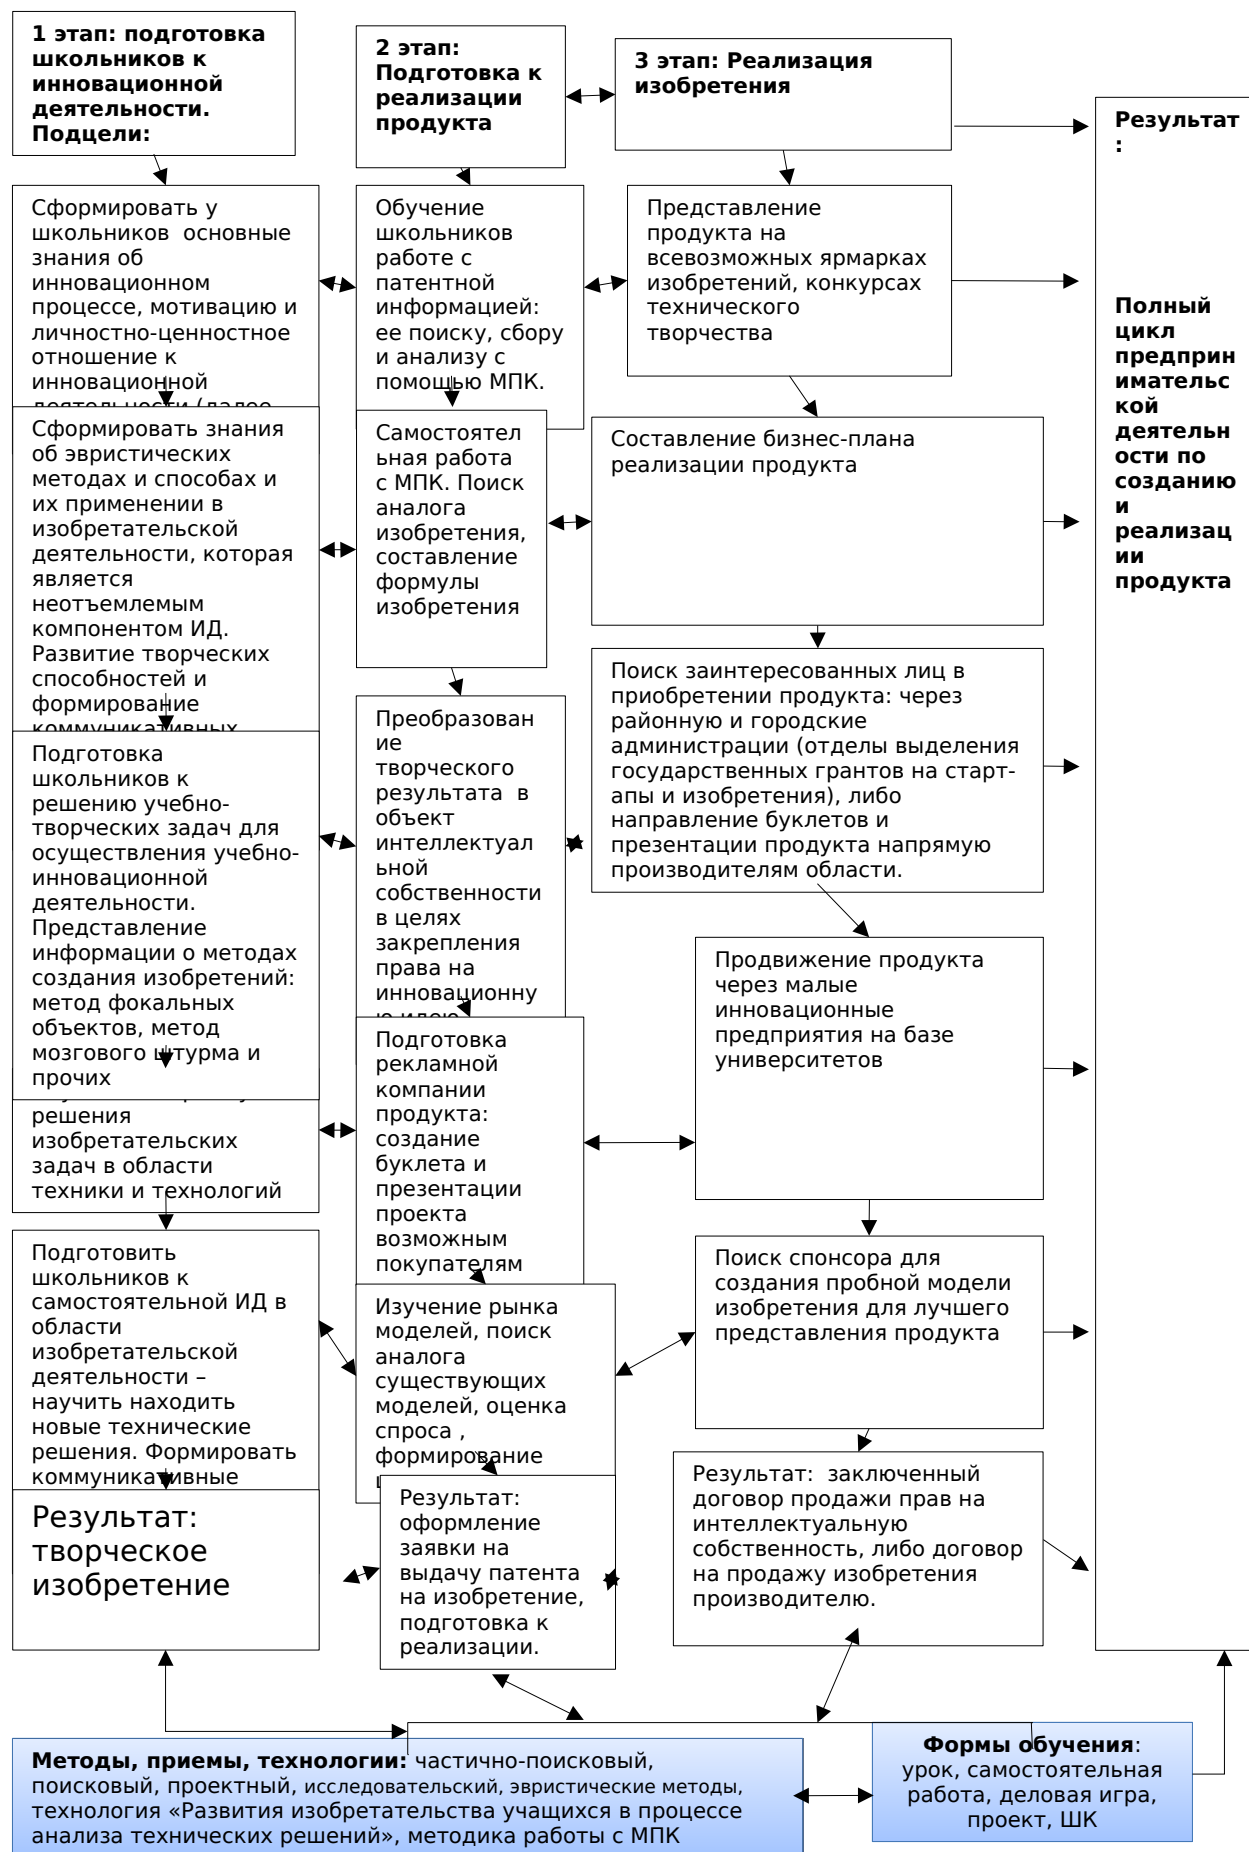 1 этап: подготовка
школьников к
инновационной
деятельности.
Подцели:
Сформировать у
школьников основные
знания об
инновационном
процессе, мотивацию и
личностно-ценностное
отношение к
инновационной
деятельности (далее
Сформировать знания
об эвристических
методах и способах и
их применении в
изобретательской
деятельности, которая
является
неотъемлемым
компонентом ИД.
Развитие творческих
способностей и
формирование
коммуникативных
Подготовка
школьников к
решению учебно-
творческих задач для
осуществления учебно-
инновационной
деятельности.
Представление
информации о методах
создания изобретений:
метод фокальных
объектов, метод
мозгового штурма и
прочих
решения
изобретательских
задач в области
техники и технологий
Подготовить
школьников к
самостоятельной ИД в
области
изобретательской
деятельности –
научить находить
новые технические
решения. Формировать
коммуникативные
Результат:
творческое
изобретение
2 этап:
Подготовка к
реализации
продукта
Обучение
школьников
работе с
патентной
информацией:
ее поиску, сбору
и анализу с
помощью МПК.
Самостоятел
ьная работа
с МПК. Поиск
аналога
изобретения,
составление
формулы
изобретения
Преобразован
ие
творческого
результата в
объект
интеллектуал
ьной
собственности
в целях
закрепления
права на
инновационну
ю идею
Подготовка
рекламной
компании
продукта:
создание
буклета и
презентации
проекта
возможным
покупателям
Изучение рынка
моделей, поиск
аналога
существующих
моделей, оценка
спроса ,
формирование
Результат:
оформление
заявки на
выдачу патента
на изобретение,
подготовка к
реализации.
3 этап: Реализация
изобретения
Представление
продукта на
всевозможных ярмарках
изобретений, конкурсах
технического
творчества
Составление бизнес-плана
реализации продукта
Поиск заинтересованных лиц в
приобретении продукта: через
районную и городские
администрации (отделы выделения
государственных грантов на старт-
апы и изобретения), либо
направление буклетов и
презентации продукта напрямую
производителям области.
Продвижение продукта
через малые
инновационные
предприятия на базе
университетов
Поиск спонсора для
создания пробной модели
изобретения для лучшего
представления продукта
Результат: заключенный
договор продажи прав на
интеллектуальную
собственность, либо договор
на продажу изобретения
производителю.
Результат
:
Полный
цикл
предприн
имательс
кой
деятельн
ости по
созданию
и
реализац
ии
продукта
Методы, приемы, технологии: частично-поисковый,
поисковый, проектный, исследовательский, эвристические методы,
технология «Развития изобретательства учащихся в процессе
анализа технических решений», методика работы с МПК
Формы обучения:
урок, самостоятельная
работа, деловая игра,
проект, ШК